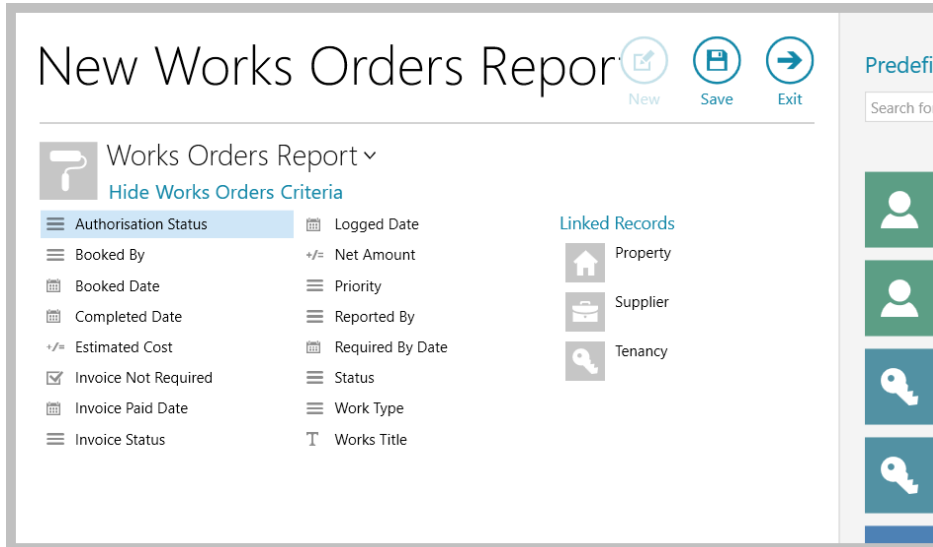 New Works Orders Repor
New
Save
Exit
Works Orders Report
Hide Works Orders Criteria
Authorisation Status
Booked By
Booked Date
Completed Date
+/= Estimated Cost
Invoice Not Required
Invoice Paid Date
Invoice Status
Logged Date
+/= Net Amount
Priority
Reported By
Required By Date
Status
Work Type
T Works Title
Linked Records
Property
Supplier
Tenancy
Predefi
Search for